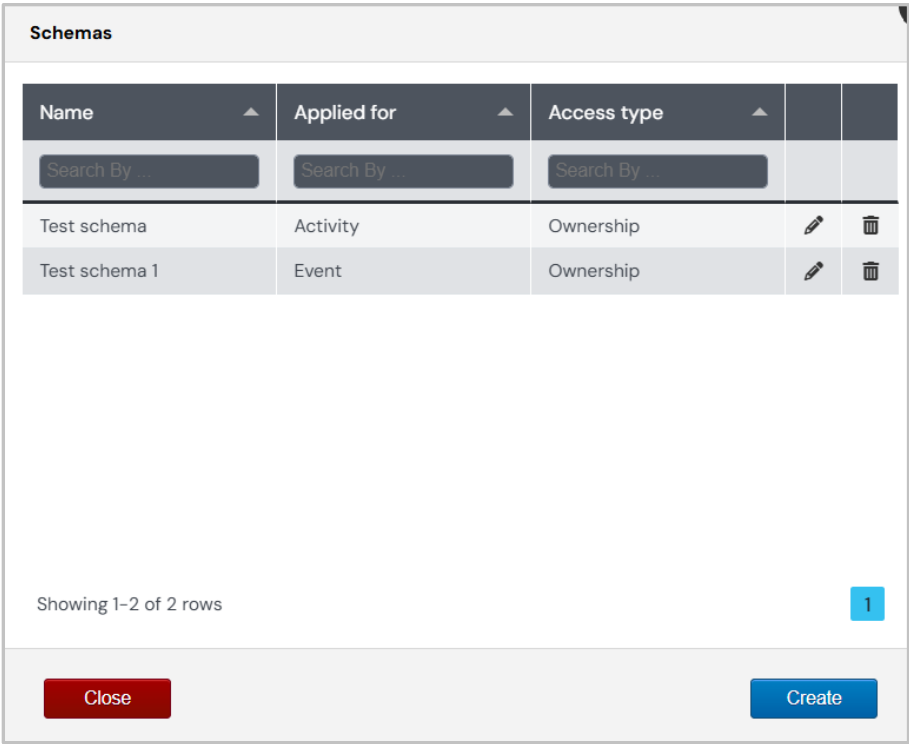 Schemas
Name Applied for Access type
Search By ... Search By ... Search By ...
Test schema Activity Ownership
Test schema 1 Event Ownership
Showing 1-2 of 2 rows 1
Close Create